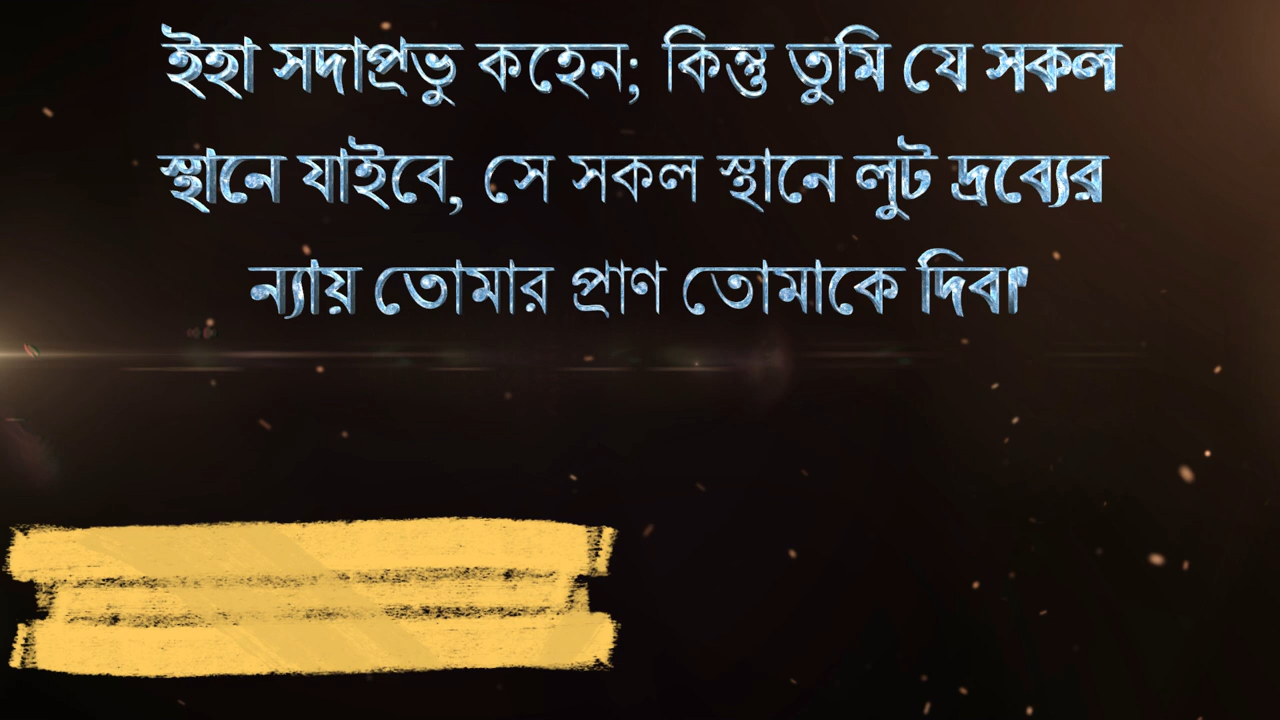 ইহা সদাপ্রভু কহেন; কিন্তু তুমি যে সকল
স্থানে যাইবে, সে সকল স্থানে লুট দ্রব্যের
ন্যায় তোমার প্রাণ তোমাকে দিব।"